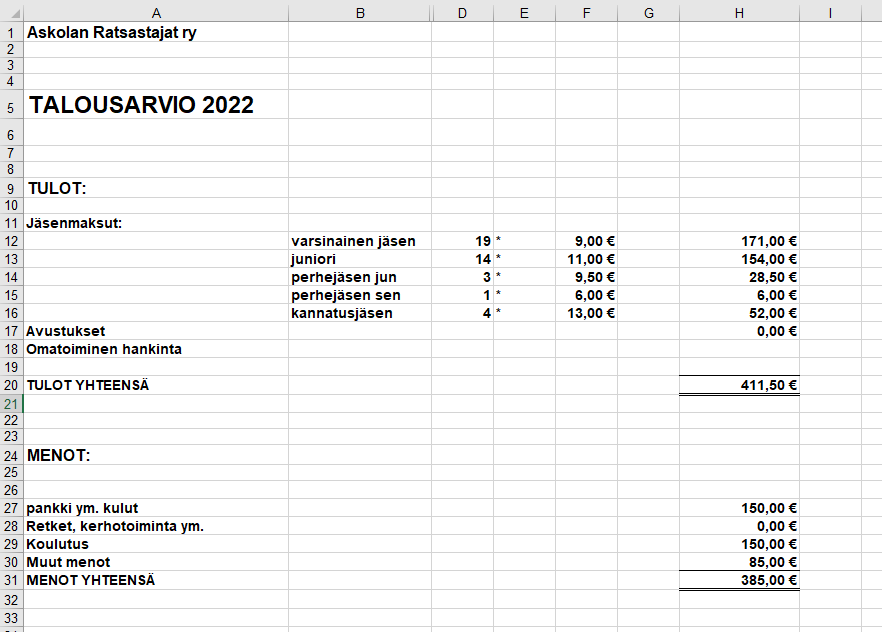 A B D E F G H I
1 Askolan Ratsastajat ry
2
3
4
5 TALOUSARVIO 2022
6
7
8
9 TULOT:
10
11 Jäsenmaksut:
12 varsinainen jäsen 19 * 9,00 € 171,00 €
13 juniori 14 * 11,00 € 154,00 €
14 perhejäsen jun 3 * 9,50 € 28,50 €
15 perhejäsen sen 1 * 6,00 € 6,00 €
16 kannatusjäsen 4 * 13,00 € 52,00 €
17 Avustukset 0,00 €
18 Omatoiminen hankinta
19
20 TULOT YHTEENSÄ 411,50 €
21
22
23
24 MENOT:
25
26
27 pankki ym. kulut 150,00 €
28 Retket, kerhotoiminta ym. 0,00 €
29 Koulutus 150,00 €
30 Muut menot 85,00 €
31 MENOT YHTEENSÄ 385,00 €
32
33